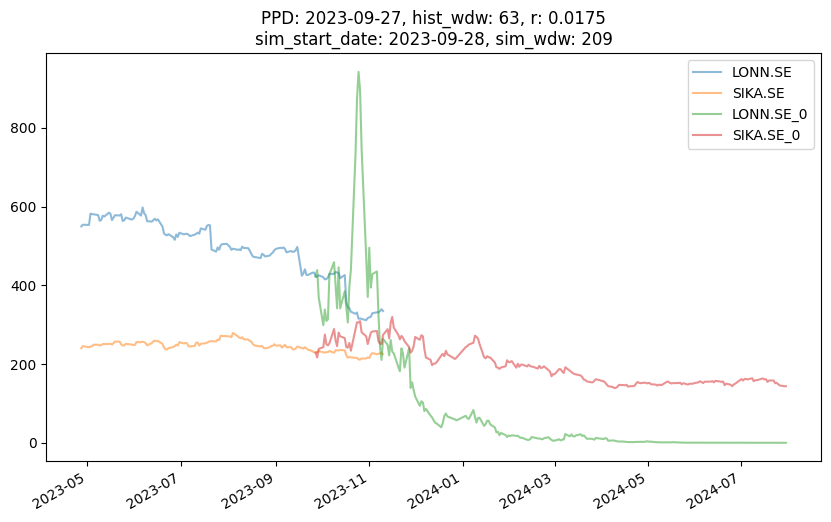 PPD: 2023-09-27, hist_wdw: 63, r: 0.0175
sim_start_date: 2023-09-28, sim_wdw: 209
LONN.SE
SIKA.SE
LONN.SE_0
SIKA.SE_0
800
600
400
200
0
2023-05
2023-07
2023-09
2023-11
2024-01
2024-03
2024-05
2024-07